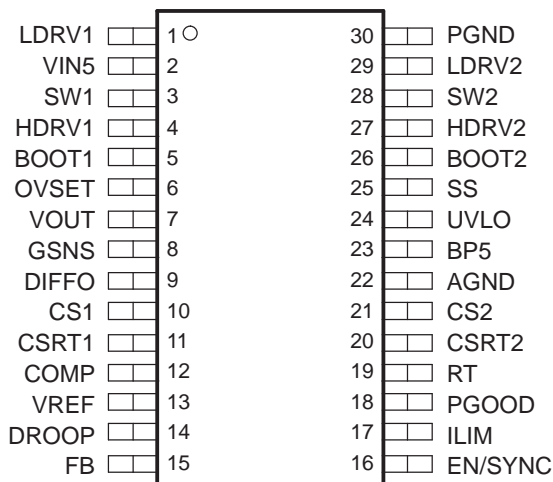 LDRV1 1 30 PGND
VIN5 2 29 LDRV2
SW1 3 28 SW2
HDRV1 4 27 HDRV2
BOOT1 5 26 BOOT2
OVSET 6 25 SS
VOUT 7 24 UVLO
GSNS 8 23 BP5
DIFFO 9 22 AGND
CS1 10 21 CS2
CSRT1 11 20 CSRT2
COMP 12 19 RT
VREF 13 18 PGOOD
DROOP 14 17 ILIM
FB 15 16 EN/SYNC